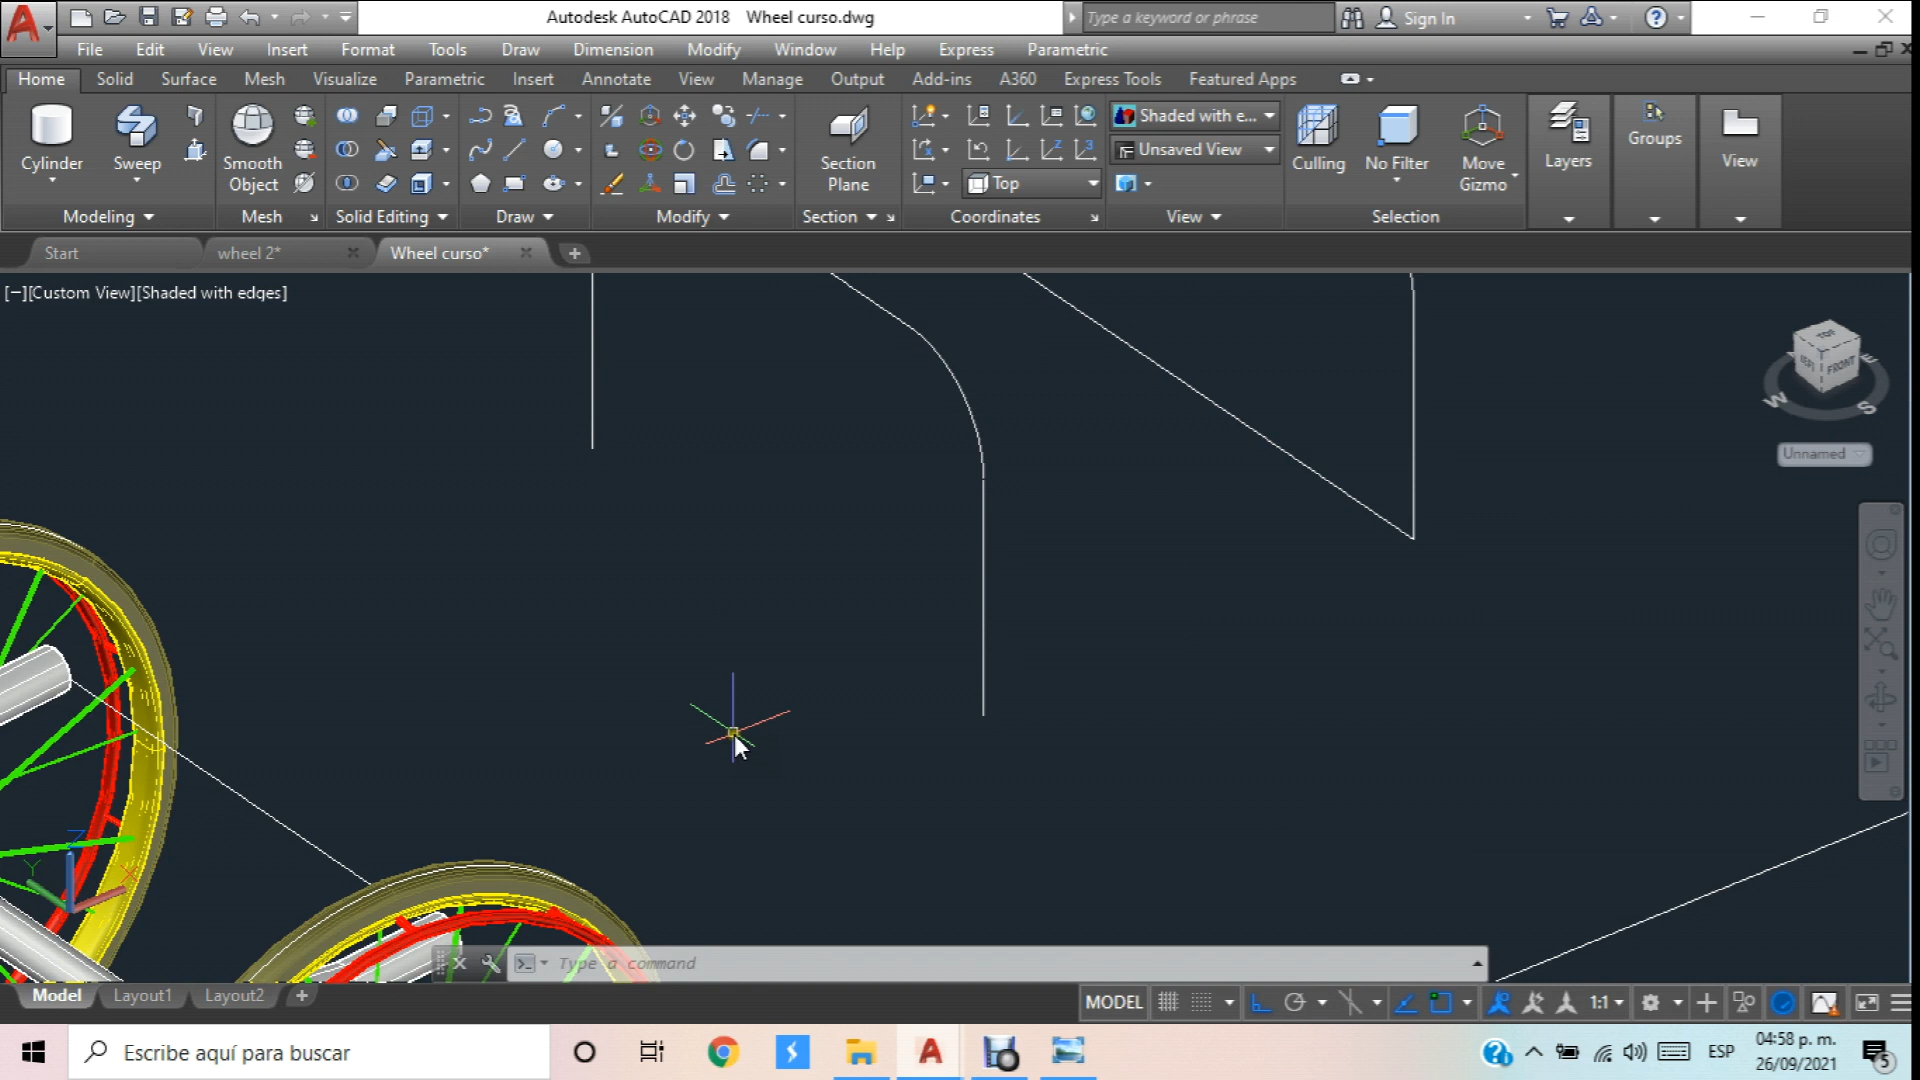 Autodesk AutoCAD 2018 Wheel curso.dwg
Type a keyword or phrase
Sign In
File Edit View Insert Format Tools Draw Dimension Modify Window Help Express Parametric
Home Solid Surface Mesh Visualize Parametric Insert Annotate View Manage Output Add-ins A360 Express Tools Featured Apps
Shaded with e...
Unsaved View
Cylinder Sweep Smooth Object Section Plane Top Culling No Filter Move Gizmo Layers Groups View
Modeling Mesh Solid Editing Draw Modify Section Coordinates View Selection
Start wheel 2* Wheel curso*
[−][Custom View][Shaded with edges]
TOP
LEFT FRONT
W S E
Unnamed
Z
Y X
Type a command
Model Layout1 Layout2
MODEL 1:1
Escribe aquí para buscar
ESP
04:58 p. m.
26/09/2021
5